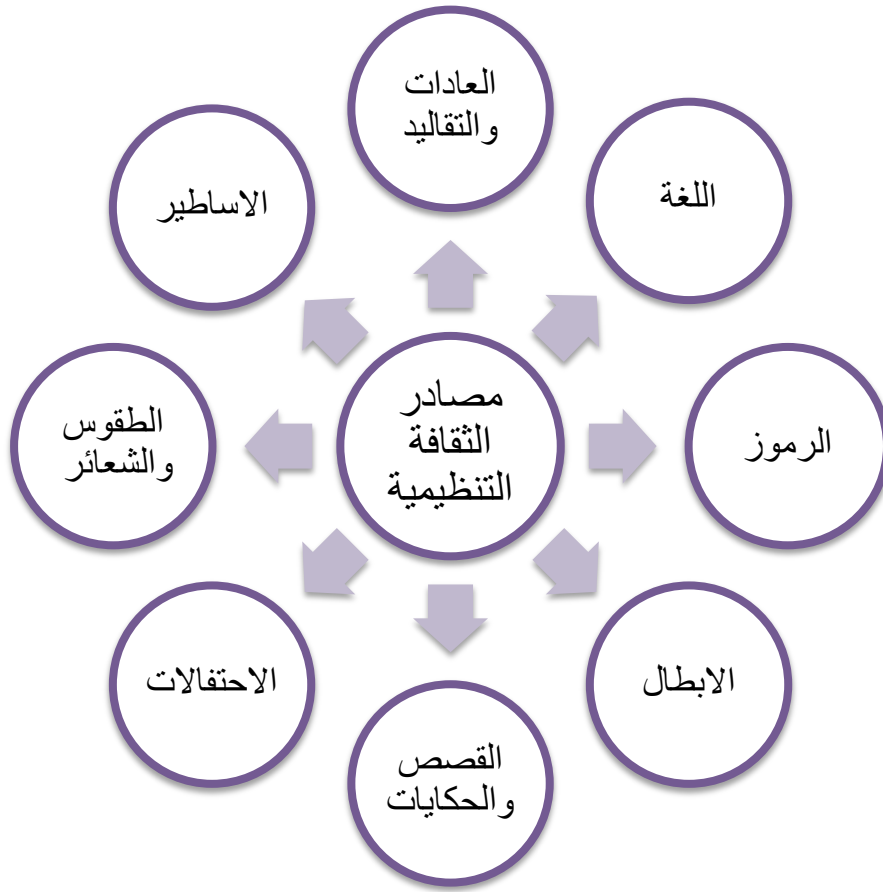 العادات
والتقاليد
اللغة
الرموز
الابطال
القصص
والحكايات
الاحتفالات
الطقوس
والشعائر
الاساطير
مصادر
الثقافة
التنظيمية